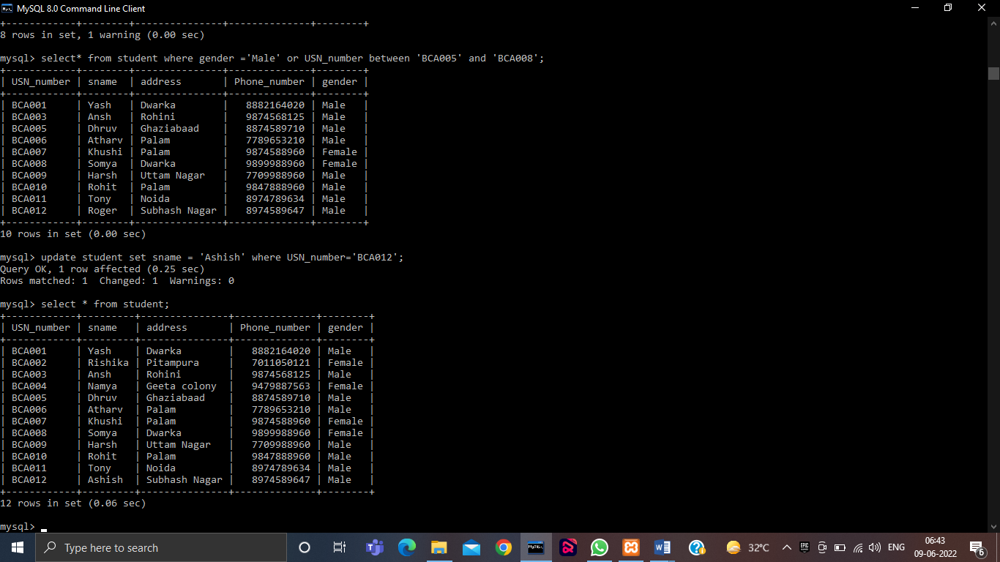 MySQL 8.0 Command Line Client
+------------+--------+---------------+--------------+--------+
8 rows in set, 1 warning (0.00 sec)
mysql> select* from student where gender ='Male' or USN_number between 'BCA005' and 'BCA008';
+------------+--------+---------------+--------------+--------+
| USN_number | sname  | address       | Phone_number | gender |
+------------+--------+---------------+--------------+--------+
| BCA001     | Yash   | Dwarka        |   8882164020 | Male   |
| BCA003     | Ansh   | Rohini        |   9874568125 | Male   |
| BCA005     | Dhruv  | Ghaziabaad    |   8874589710 | Male   |
| BCA006     | Atharv | Palam         |   7789653210 | Male   |
| BCA007     | Khushi | Palam         |   9874588960 | Female |
| BCA008     | Somya  | Dwarka        |   9899988960 | Female |
| BCA009     | Harsh  | Uttam Nagar   |   7709988960 | Male   |
| BCA010     | Rohit  | Palam         |   9847888960 | Male   |
| BCA011     | Tony   | Noida         |   8974789634 | Male   |
| BCA012     | Roger  | Subhash Nagar |   8974589647 | Male   |
+------------+--------+---------------+--------------+--------+
10 rows in set (0.00 sec)
mysql> update student set sname = 'Ashish' where USN_number='BCA012';
Query OK, 1 row affected (0.25 sec)
Rows matched: 1  Changed: 1  Warnings: 0
mysql> select * from student;
+------------+---------+---------------+--------------+--------+
| USN_number | sname   | address       | Phone_number | gender |
+------------+---------+---------------+--------------+--------+
| BCA001     | Yash    | Dwarka        |   8882164020 | Male   |
| BCA002     | Rishika | Pitampura     |   7011050121 | Female |
| BCA003     | Ansh    | Rohini        |   9874568125 | Male   |
| BCA004     | Namya   | Geeta colony  |   9479887563 | Female |
| BCA005     | Dhruv   | Ghaziabaad    |   8874589710 | Male   |
| BCA006     | Atharv  | Palam         |   7789653210 | Male   |
| BCA007     | Khushi  | Palam         |   9874588960 | Female |
| BCA008     | Somya   | Dwarka        |   9899988960 | Female |
| BCA009     | Harsh   | Uttam Nagar   |   7709988960 | Male   |
| BCA010     | Rohit   | Palam         |   9847888960 | Male   |
| BCA011     | Tony    | Noida         |   8974789634 | Male   |
| BCA012     | Ashish  | Subhash Nagar |   8974589647 | Male   |
+------------+---------+---------------+--------------+--------+
12 rows in set (0.06 sec)
mysql> _
Type here to search
32°C
ENG
06:43
09-06-2022
6